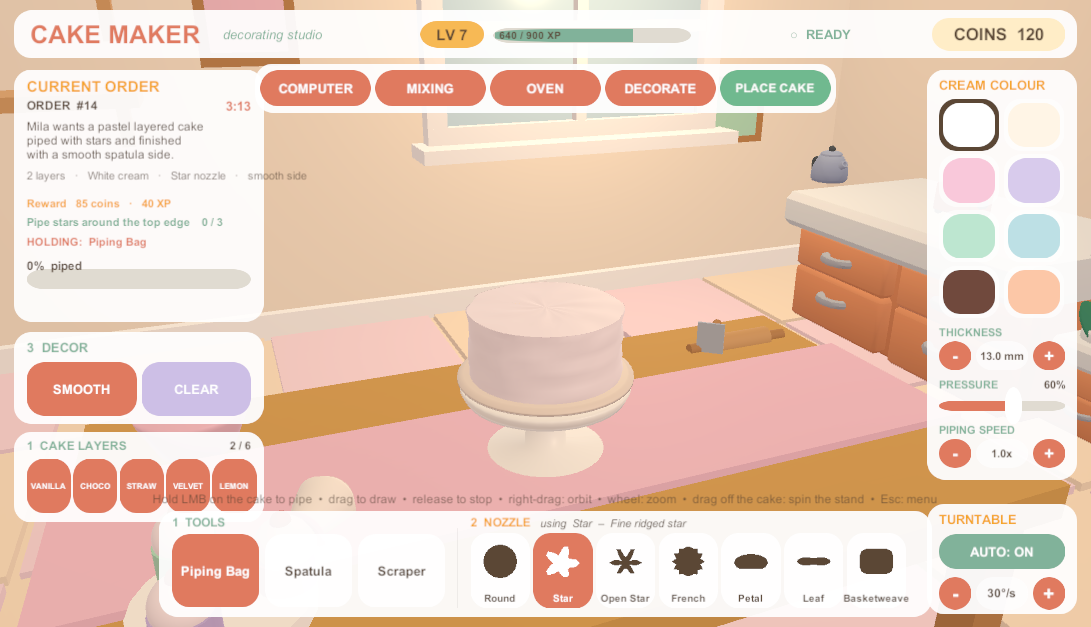 CAKE MAKER
decorating studio
LV 7
640 / 900 XP
○ READY
COINS 120
COMPUTER
MIXING
OVEN
DECORATE
PLACE CAKE
CURRENT ORDER
ORDER #14
3:13
Mila wants a pastel layered cake
piped with stars and finished
with a smooth spatula side.
2 layers · White cream · Star nozzle · smooth side
Reward 85 coins · 40 XP
Pipe stars around the top edge 0 / 3
HOLDING: Piping Bag
0% piped
3 DECOR
SMOOTH
CLEAR
1 CAKE LAYERS
2 / 6
VANILLA
CHOCO
STRAW
VELVET
LEMON
Hold LMB on the cake to pipe • drag to draw • release to stop • right-drag: orbit • wheel: zoom • drag off the cake: spin the stand • Esc: menu
1 TOOLS
Piping Bag
Spatula
Scraper
2 NOZZLE using Star – Fine ridged star
Round
Star
Open Star
French
Petal
Leaf
Basketweave
CREAM COLOUR
THICKNESS
- 13.0 mm +
PRESSURE 60%
PIPING SPEED
- 1.0x +
TURNTABLE
AUTO: ON
- 30°/s +